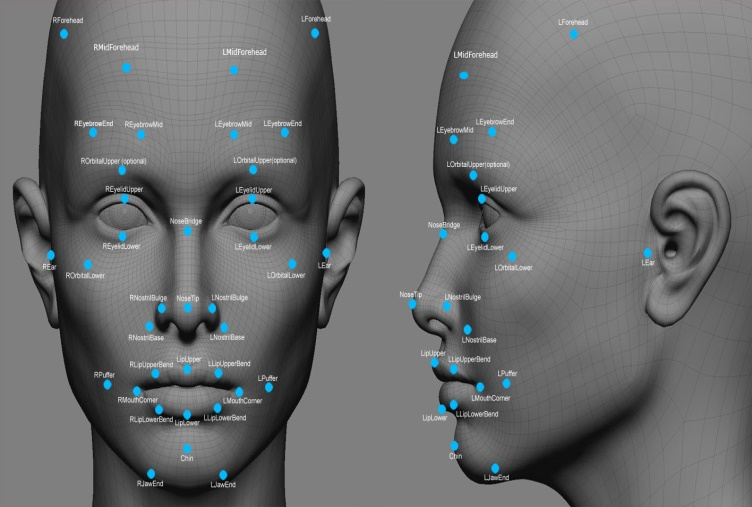 RForehead
LForehead
RMidForehead
LMidForehead
REyebrowEnd
REyebrowMid
LEyebrowMid
LEyebrowEnd
ROrbitalUpper (optional)
LOrbitalUpper(optional)
REyelidUpper
LEyelidUpper
NoseBridge
REyelidLower
LEyelidLower
REar
LEar
ROrbitalLower
LOrbitalLower
RNostrilBulge
NoseTip
LNostrilBulge
RNostrilBase
LNostrilBase
LipUpper
RLipUpperBend
LLipUpperBend
RPuffer
LPuffer
RMouthCorner
LMouthCorner
RLipLowerBend
LipLower
LLipLowerBend
Chin
RJawEnd
LJawEnd
LForehead
LMidForehead
LEyebrowMid
LEyebrowEnd
LOrbitalUpper(optional)
LEyelidUpper
NoseBridge
LEyelidLower
LOrbitalLower
LEar
NoseTip
LNostrilBulge
LNostrilBase
LipUpper
LLipUpperBend
LPuffer
LMouthCorner
LipLower
LLipLowerBend
Chin
LJawEnd